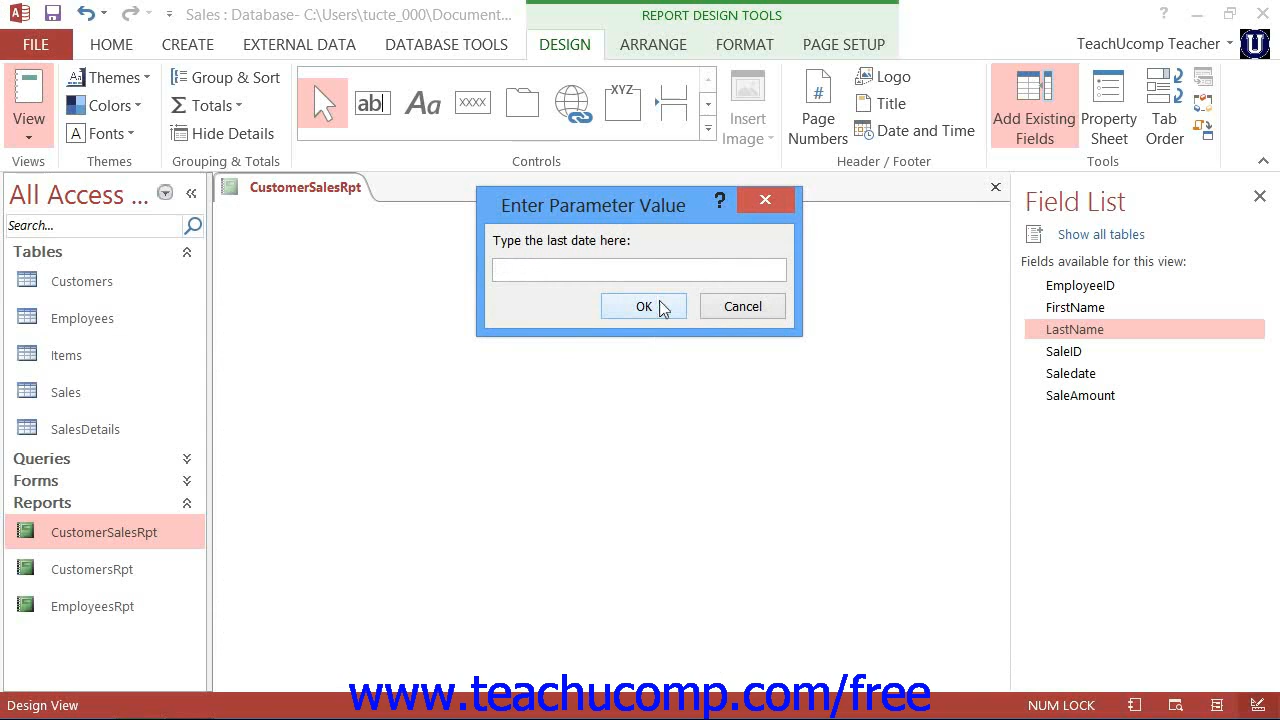 Sales : Database- C:\Users\tucte_000\Document...
REPORT DESIGN TOOLS
FILE HOME CREATE EXTERNAL DATA DATABASE TOOLS DESIGN ARRANGE FORMAT PAGE SETUP TeachUcomp Teacher
View
Views
Themes
Colors
Fonts
Themes
Group & Sort
Totals
Hide Details
Grouping & Totals
ab|
Aa
XXXX
XYZ
Insert
Image
Controls
Page
Numbers
Logo
Title
Date and Time
Header / Footer
Add Existing
Fields
Property
Sheet
Tab
Order
Tools
All Access ...
Search...
Tables
Customers
Employees
Items
Sales
SalesDetails
Queries
Forms
Reports
CustomerSalesRpt
CustomersRpt
EmployeesRpt
CustomerSalesRpt
Enter Parameter Value
Type the last date here:
OK Cancel
Field List
Show all tables
Fields available for this view:
EmployeeID
FirstName
LastName
SaleID
Saledate
SaleAmount
www.teachucomp.com/free
Design View
NUM LOCK